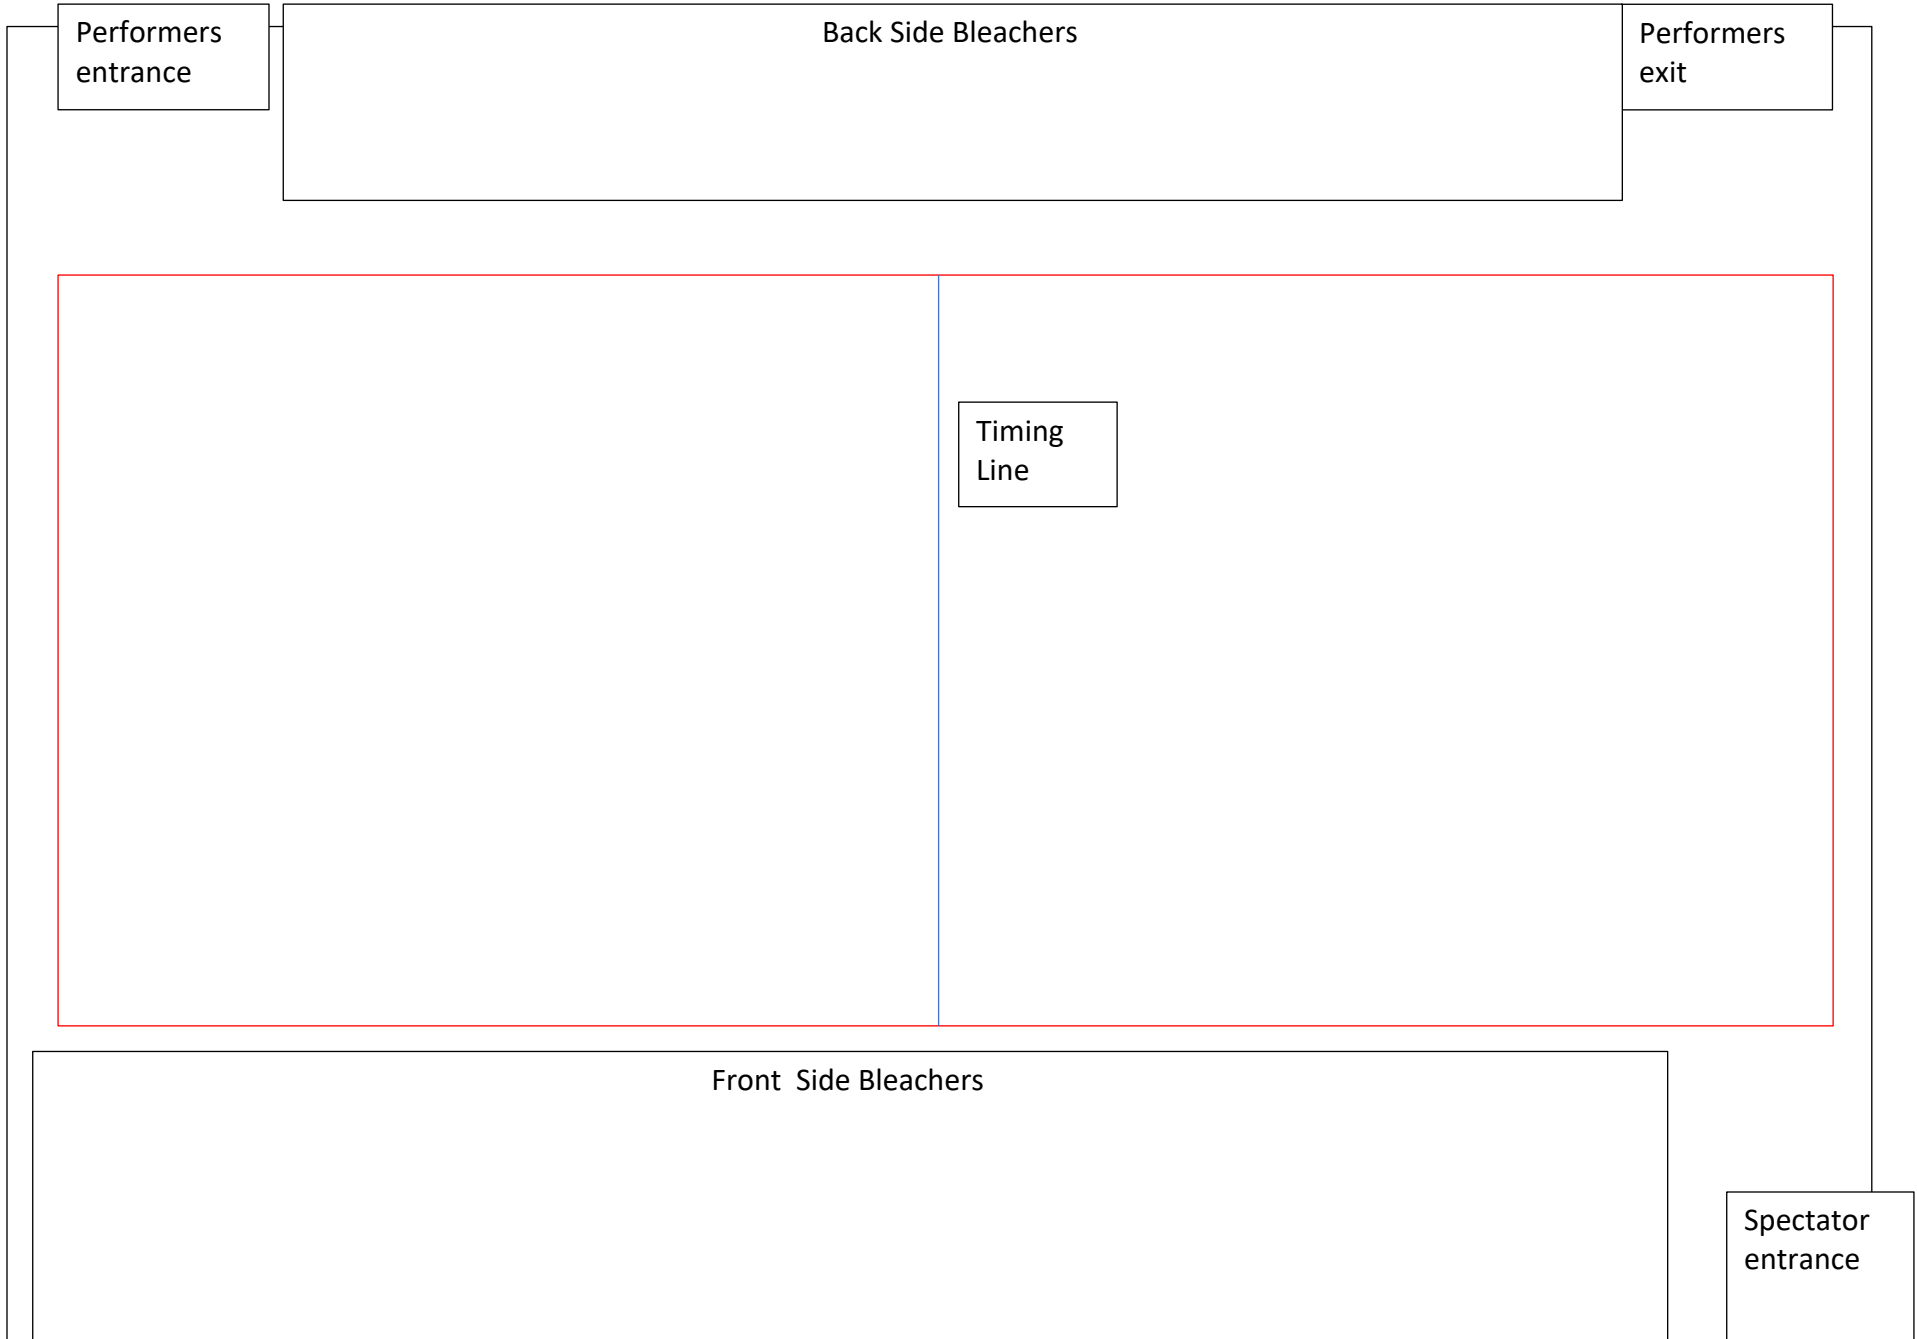 Performers
entrance
Back Side Bleachers
Performers
exit
Timing
Line
Front  Side Bleachers
Spectator
entrance